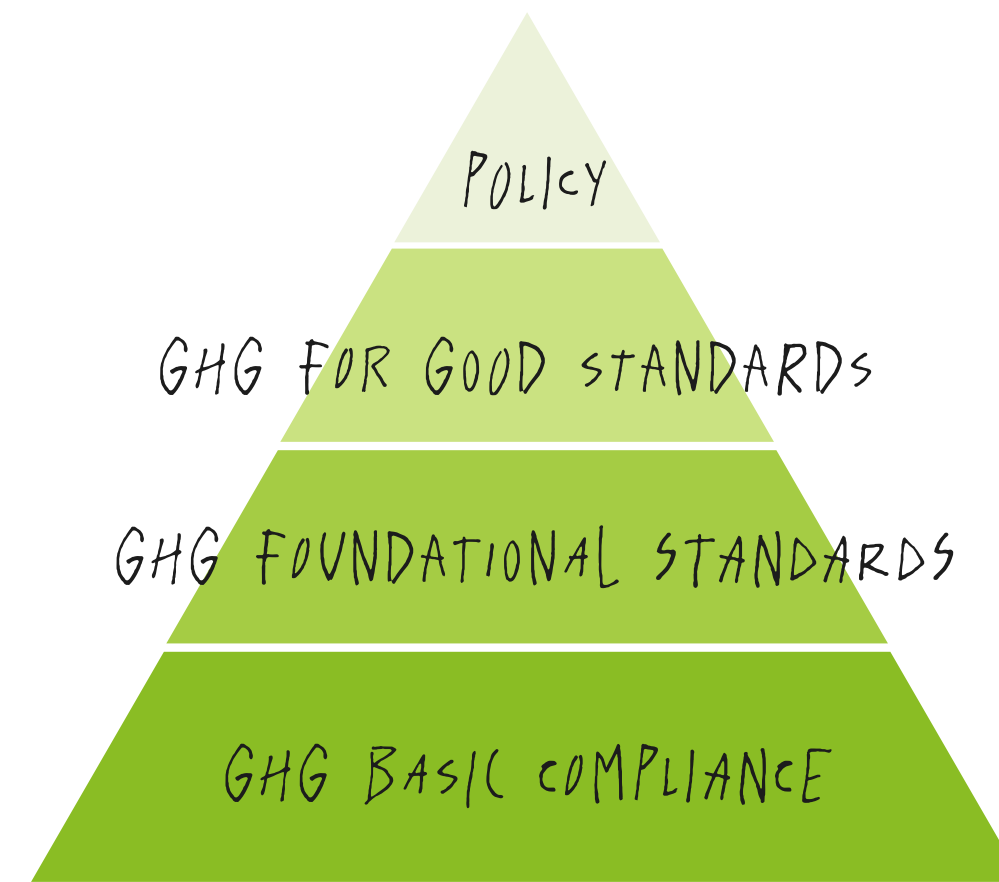 POLICY
GHG FOR GOOD STANDARDS
GHG FOUNDATIONAL STANDARDS
GHG BASIC COMPLIANCE